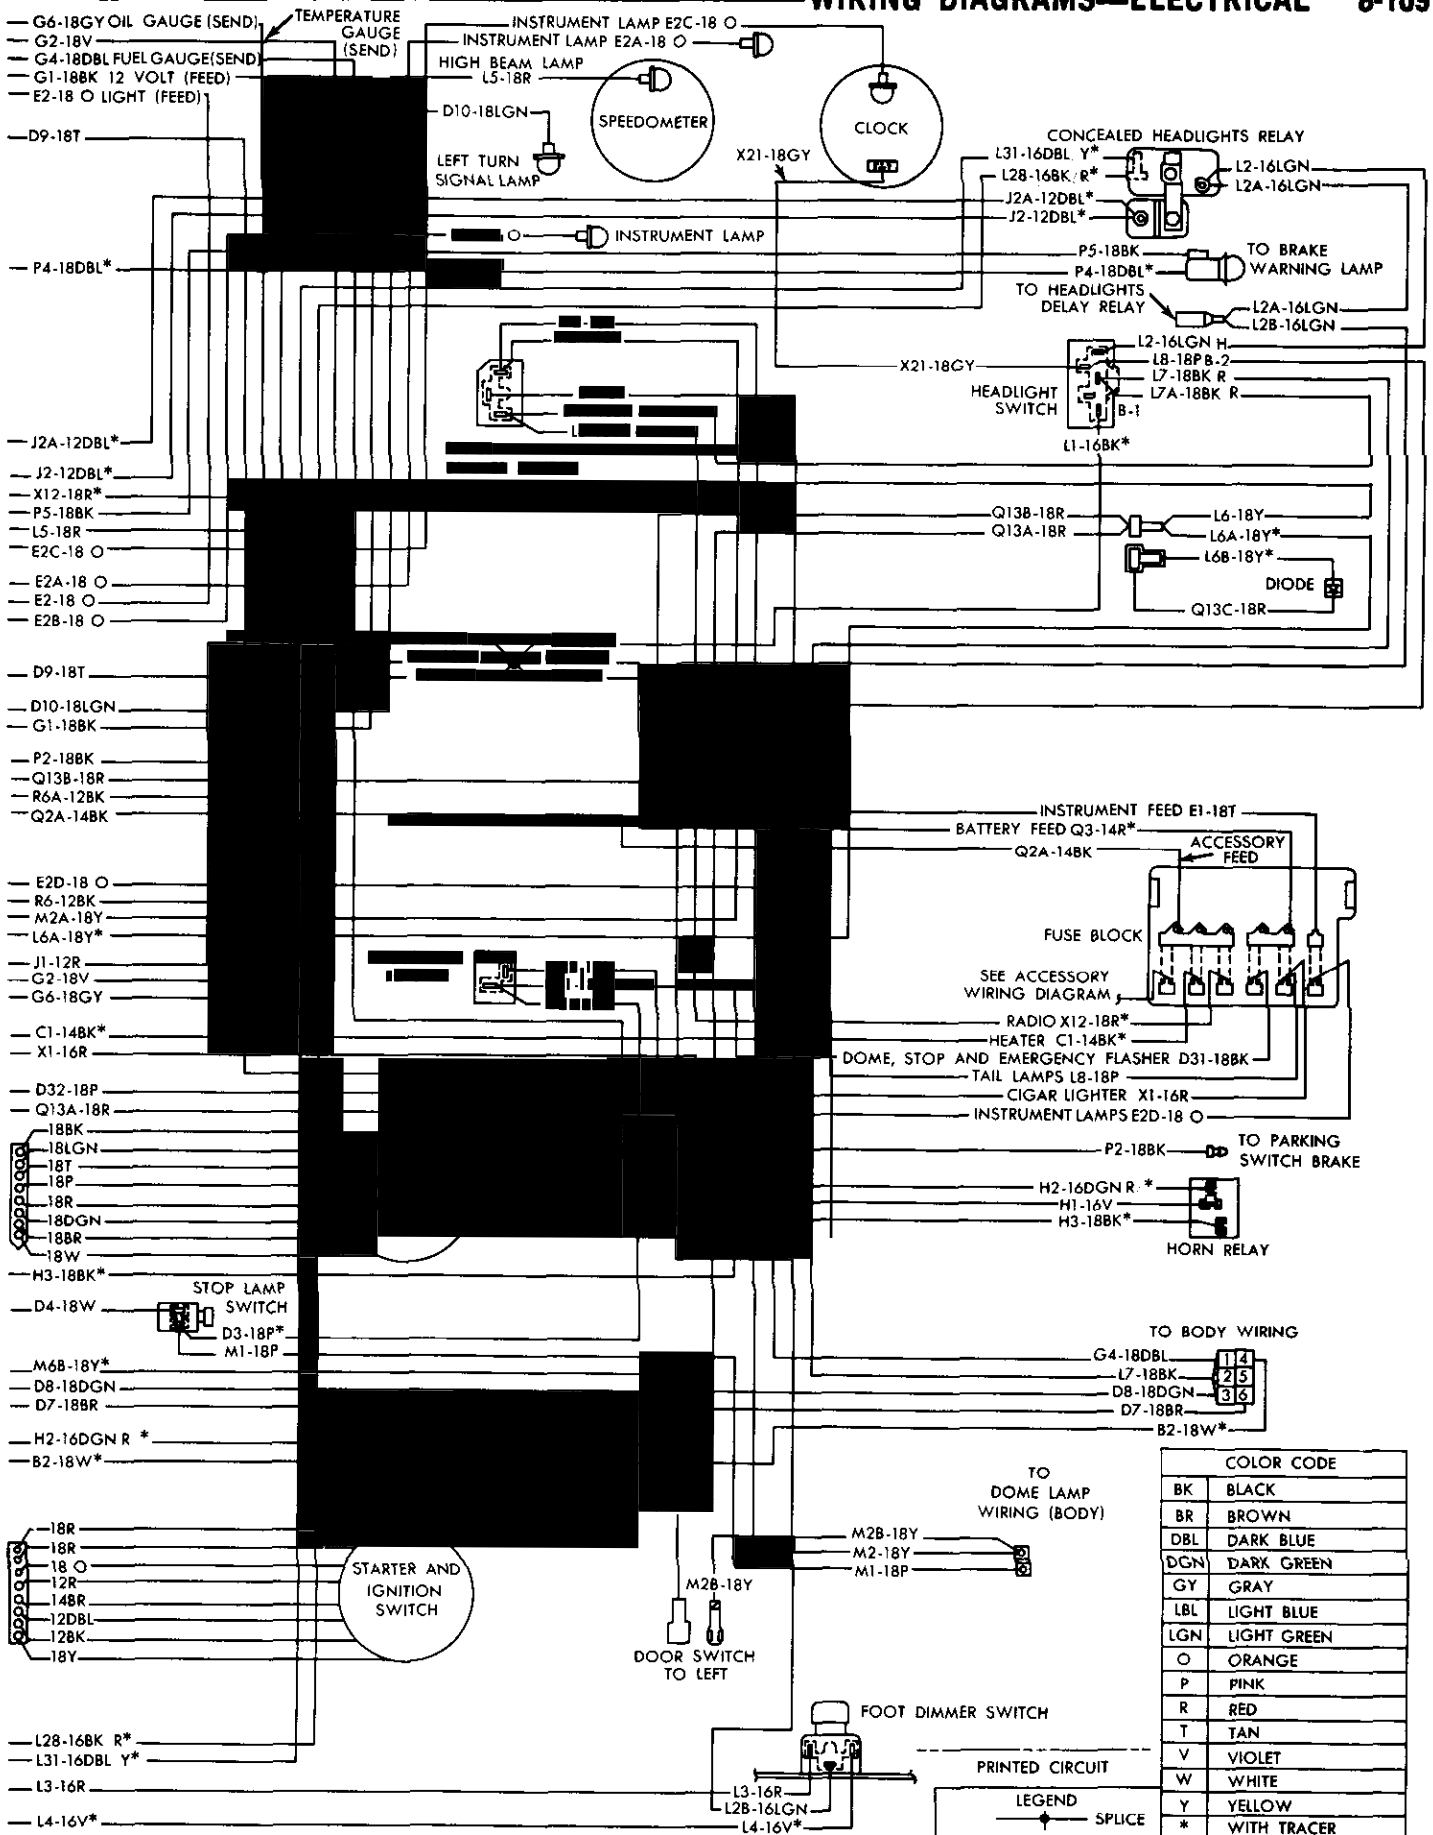 WIRING DIAGRAMS—ELECTRICAL 8-109
G6-18GY OIL GAUGE (SEND)
TEMPERATURE
GAUGE
(SEND)
G2-18V
G4-18DBL FUEL GAUGE (SEND)
G1-18BK 12 VOLT (FEED)
E2-18 O LIGHT (FEED)
D9-18T
INSTRUMENT LAMP E2C-18 O
INSTRUMENT LAMP E2A-18 O
HIGH BEAM LAMP
L5-18R
D10-18LGN
LEFT TURN
SIGNAL LAMP
SPEEDOMETER
CLOCK
X21-18GY
CONCEALED HEADLIGHTS RELAY
L31-16DBL Y*
L28-16BK R*
J2A-12DBL*
J2-12DBL*
L2-16LGN
L2A-16LGN
O
INSTRUMENT LAMP
P5-18BK
P4-18DBL*
TO BRAKE
WARNING LAMP
P4-18DBL*
TO HEADLIGHTS
DELAY RELAY
L2A-16LGN
L2B-16LGN
L2-16LGN H
L8-18P B-2
L7-18BK R
L7A-18BK R
X21-18GY
HEADLIGHT
SWITCH
B-1
L1-16BK*
J2A-12DBL*
J2-12DBL*
X12-18R*
P5-18BK
L5-18R
E2C-18 O
E2A-18 O
E2-18 O
E2B-18 O
Q13B-18R
Q13A-18R
L6-18Y
L6A-18Y*
L6B-18Y*
DIODE
Q13C-18R
D9-18T
D10-18LGN
G1-18BK
P2-18BK
Q13B-18R
R6A-12BK
Q2A-14BK
INSTRUMENT FEED E1-18T
BATTERY FEED Q3-14R*
Q2A-14BK
ACCESSORY
FEED
E2D-18 O
R6-12BK
M2A-18Y
L6A-18Y*
J1-12R
G2-18V
G6-18GY
C1-14BK*
X1-16R
FUSE BLOCK
SEE ACCESSORY
WIRING DIAGRAM
RADIO X12-18R*
HEATER C1-14BK*
DOME, STOP AND EMERGENCY FLASHER D31-18BK
TAIL LAMPS L8-18P
CIGAR LIGHTER X1-16R
INSTRUMENT LAMPS E2D-18 O
D32-18P
Q13A-18R
18BK
18LGN
18T
18P
18R
18DGN
18BR
18W
H3-18BK*
P2-18BK
TO PARKING
SWITCH BRAKE
H2-16DGN R *
H1-16V
H3-18BK*
HORN RELAY
STOP LAMP
SWITCH
D4-18W
D3-18P*
M1-18P
M6B-18Y*
D8-18DGN
D7-18BR
H2-16DGN R *
B2-18W*
TO BODY WIRING
G4-18DBL
L7-18BK
D8-18DGN
D7-18BR
B2-18W*
1 4
2 5
3 6
18R
18R
18 O
12R
14BR
12DBL
12BK
18Y
STARTER AND
IGNITION
SWITCH
TO
DOME LAMP
WIRING (BODY)
M2B-18Y
M2-18Y
M1-18P
M2B-18Y
DOOR SWITCH
TO LEFT
FOOT DIMMER SWITCH
L28-16BK R*
L31-16DBL Y*
L3-16R
L4-16V*
L3-16R
L2B-16LGN
L4-16V*
PRINTED CIRCUIT
LEGEND
SPLICE
COLOR CODE
BK BLACK
BR BROWN
DBL DARK BLUE
DGN DARK GREEN
GY GRAY
LBL LIGHT BLUE
LGN LIGHT GREEN
O ORANGE
P PINK
R RED
T TAN
V VIOLET
W WHITE
Y YELLOW
* WITH TRACER